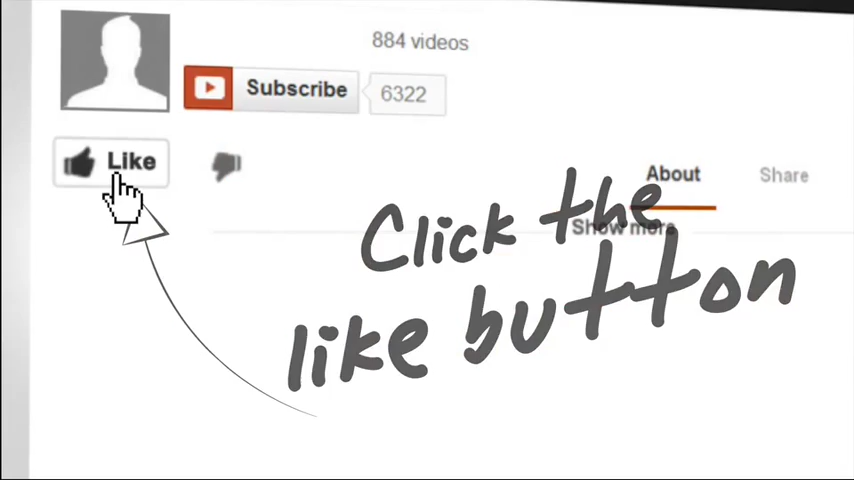 884 videos
Subscribe 6322
Like
About Share
Show more
Click the
like button